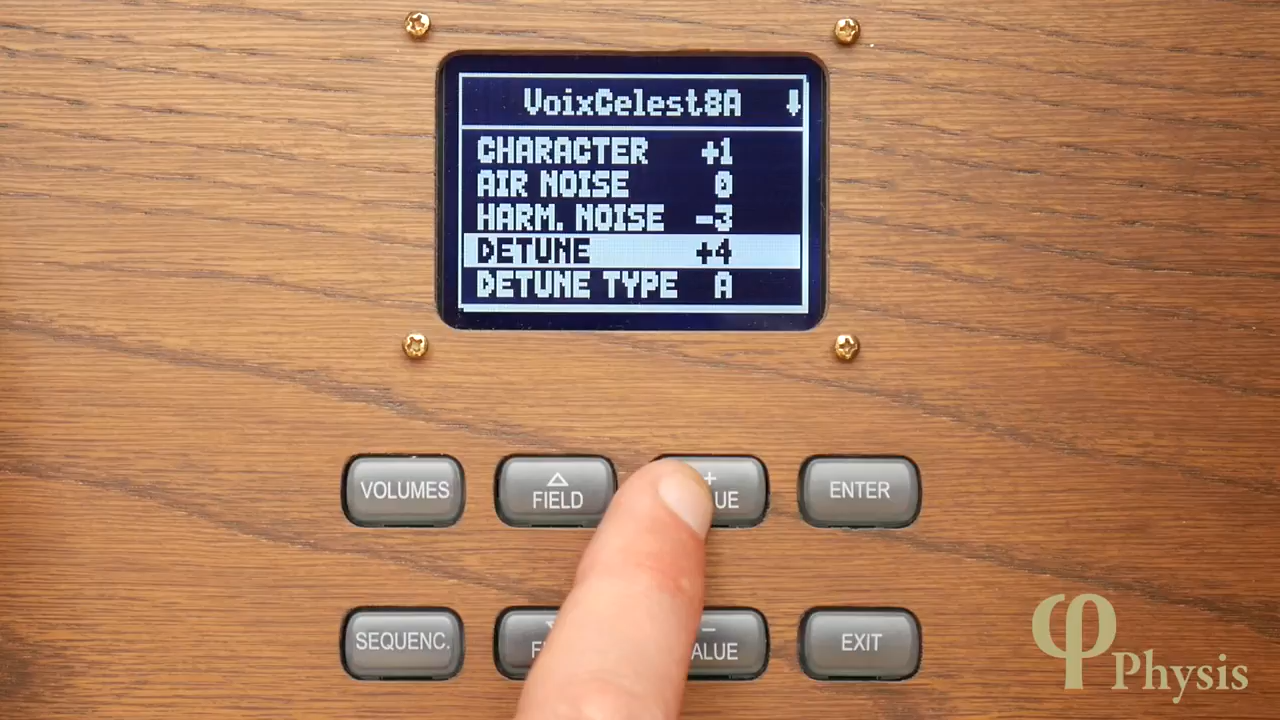 VoixCelest8A
CHARACTER +1
AIR NOISE 0
HARM. NOISE -3
DETUNE +4
DETUNE TYPE A
VOLUMES
FIELD
+
ENTER
SEQUENC.
-
EXIT
φ Physis